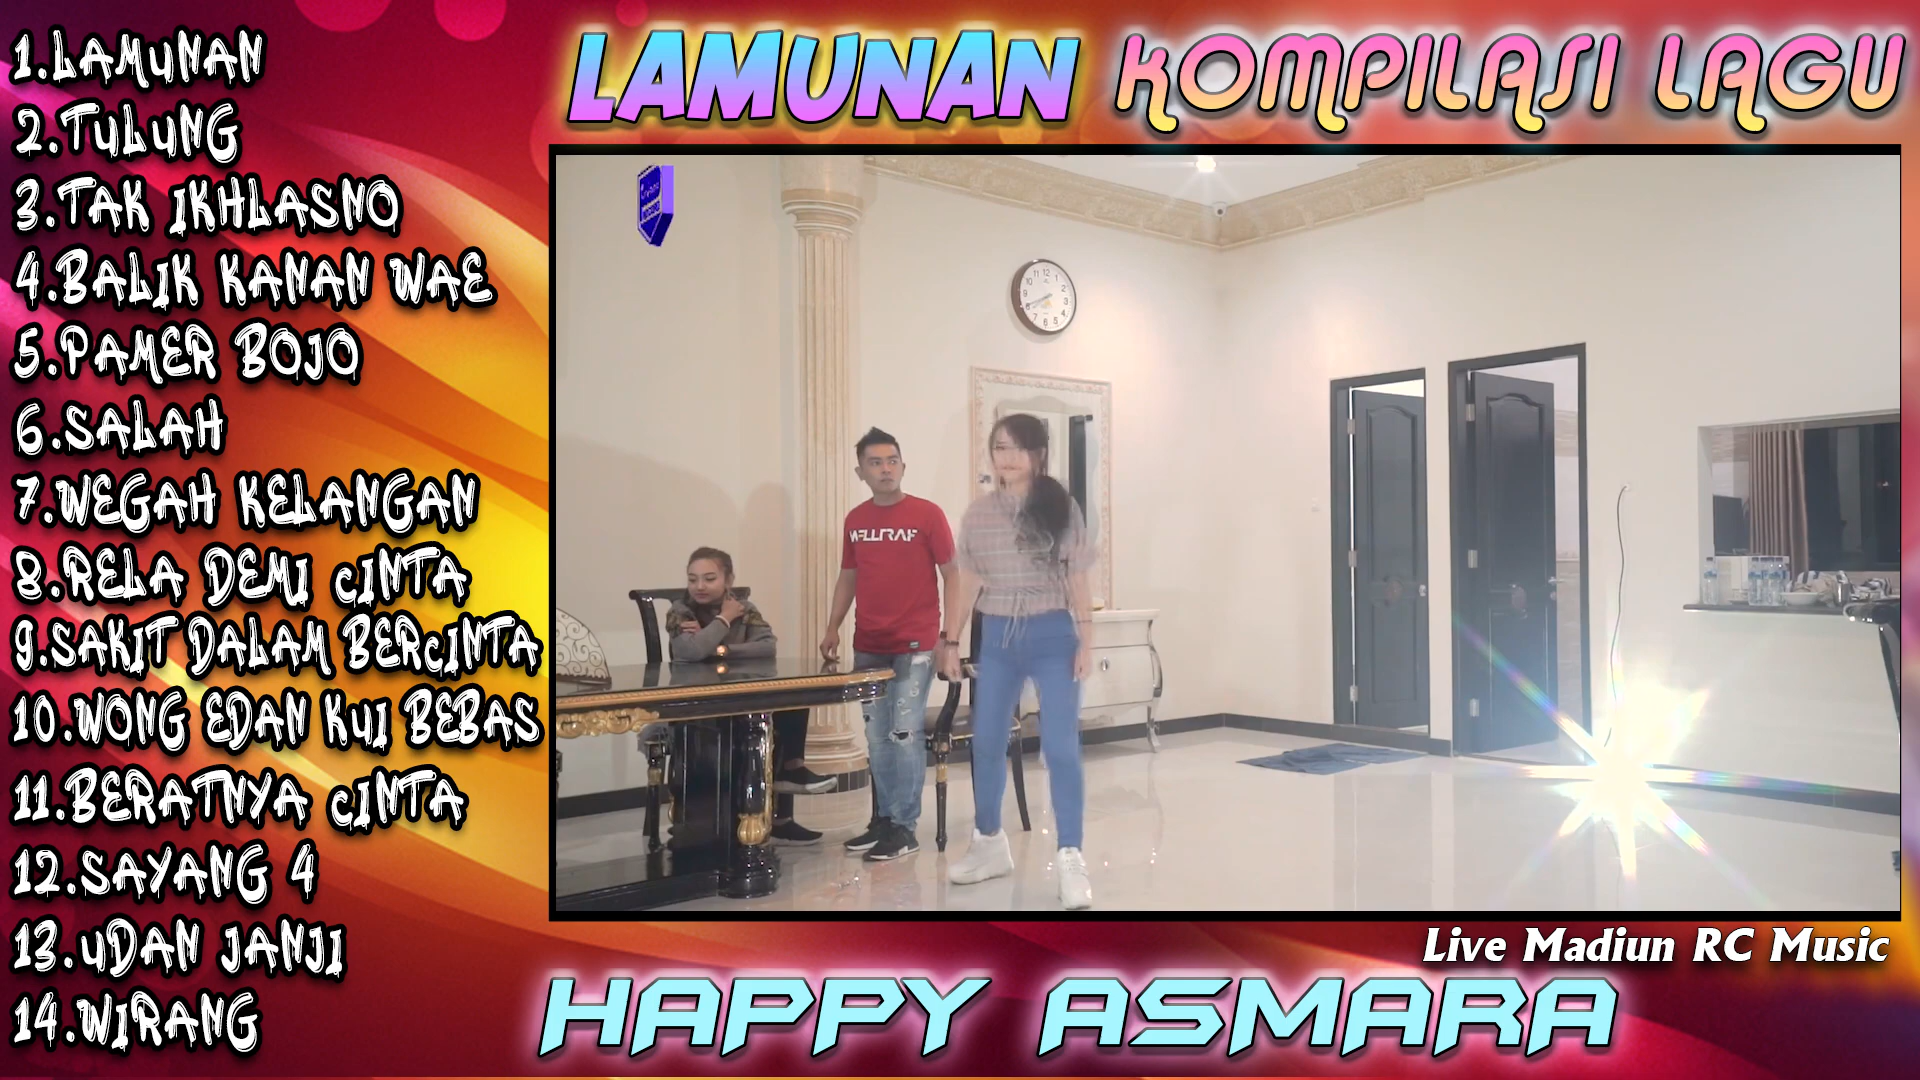 LAMUNAN KOMPILASI LAGU
1.LAMUNAN
2.TULUNG
3.TAK IKHLASNO
4.BALIK KANAN WAE
5.PAMER BOJO
6.SALAH
7.WEGAH KELANGAN
8.RELA DEMI CINTA
9.SAKIT DALAM BERCINTA
10.WONG EDAN KUI BEBAS
11.BERATNYA CINTA
12.SAYANG 4
13.UDAN JANJI
14.WIRANG
Live Madiun RC Music
HAPPY ASMARA